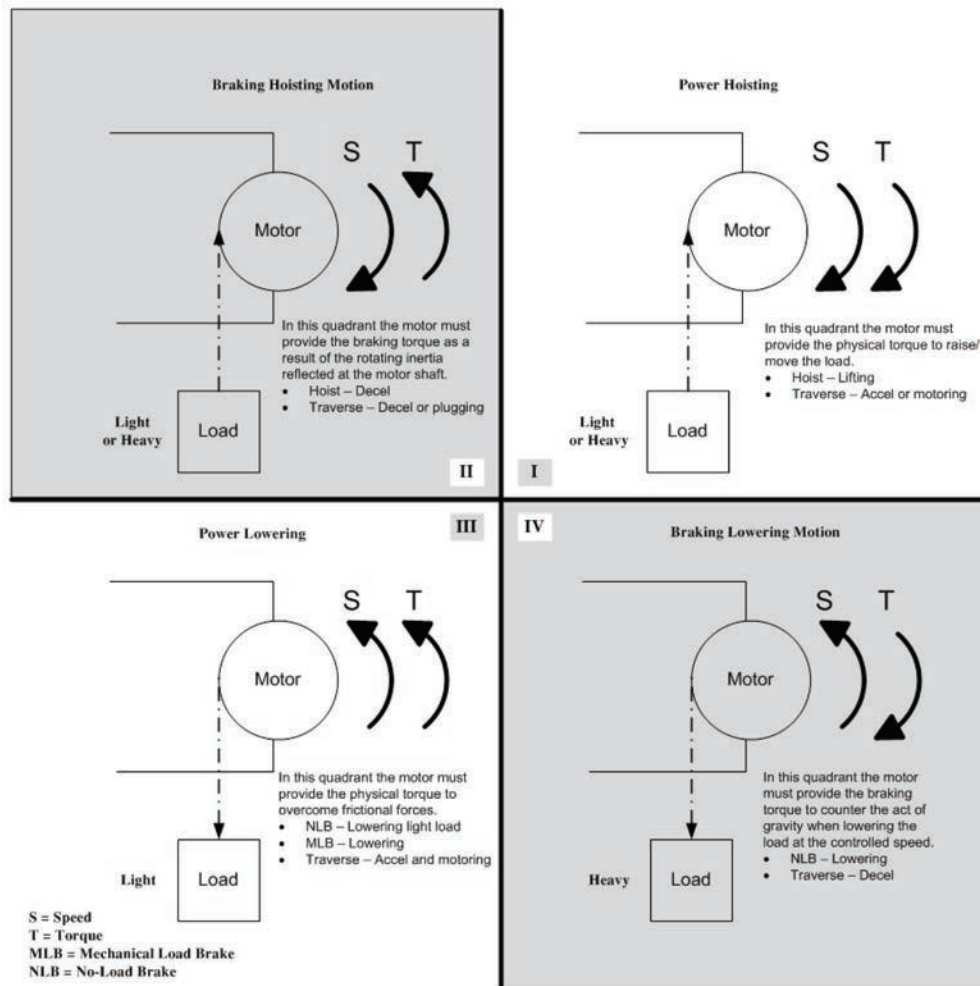 Braking Hoisting Motion
S T
Motor
In this quadrant the motor must
provide the braking torque as a
result of the rotating inertia
reflected at the motor shaft.
• Hoist – Decel
• Traverse – Decel or plugging
Light
or Heavy
Load
II
Power Hoisting
S T
Motor
In this quadrant the motor must
provide the physical torque to raise/
move the load.
• Hoist – Lifting
• Traverse – Accel or motoring
Light
or Heavy
Load
I
Power Lowering
III
S T
Motor
In this quadrant the motor must
provide the physical torque to
overcome frictional forces.
• NLB – Lowering light load
• MLB – Lowering
• Traverse – Accel and motoring
Light
Load
S = Speed
T = Torque
MLB = Mechanical Load Brake
NLB = No-Load Brake
IV
Braking Lowering Motion
S T
Motor
In this quadrant the motor
must provide the braking
torque to counter the act of
gravity when lowering the
load at the controlled speed.
• NLB – Lowering
• Traverse – Decel
Heavy
Load